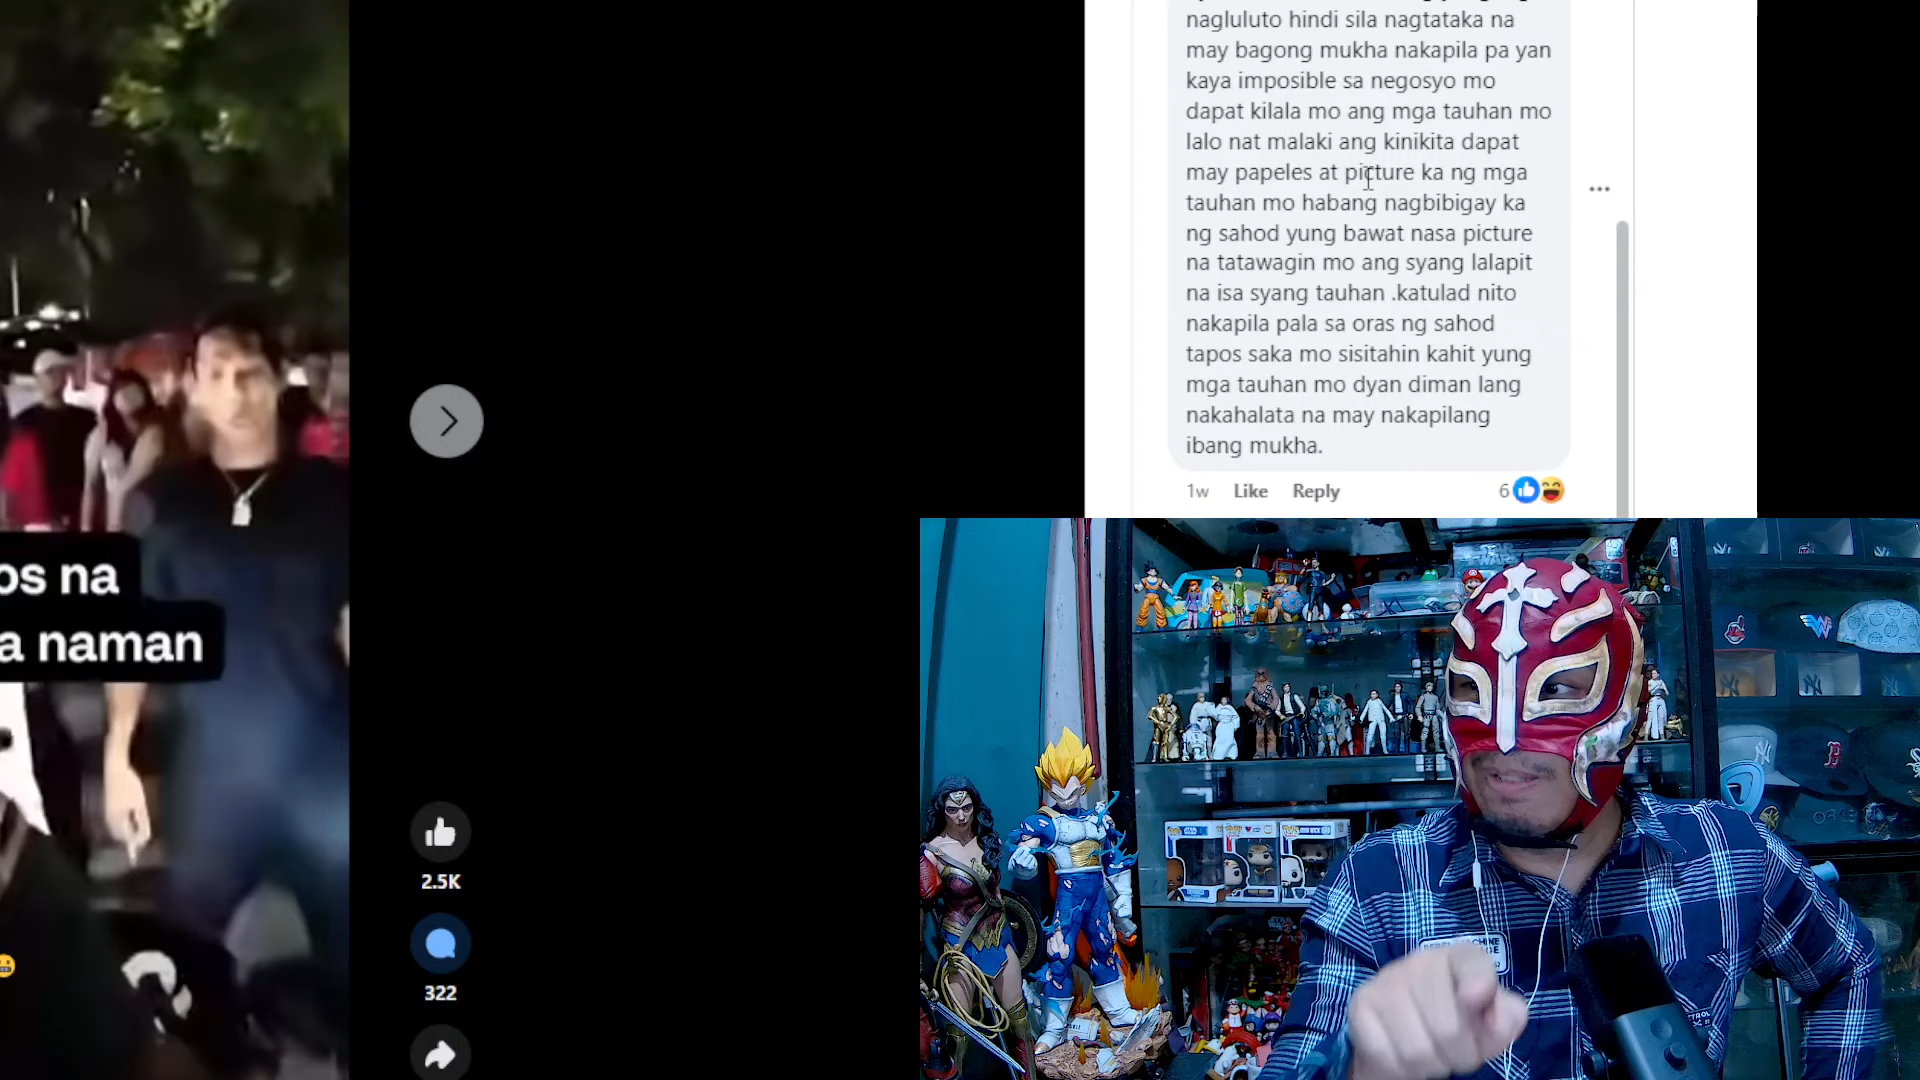 nagluluto hindi sila nagtataka na
may bagong mukha nakapila pa yan
kaya imposible sa negosyo mo
dapat kilala mo ang mga tauhan mo
lalo nat malaki ang kinikita dapat
may papeles at picture ka ng mga
tauhan mo habang nagbibigay ka
ng sahod yung bawat nasa picture
na tatawagin mo ang syang lalapit
na isa syang tauhan .katulad nito
nakapila pala sa oras ng sahod
tapos saka mo sisitahin kahit yung
mga tauhan mo dyan diman lang
nakahalata na may nakapilang
ibang mukha.
1w Like Reply 6
os na
a naman
2.5K
322